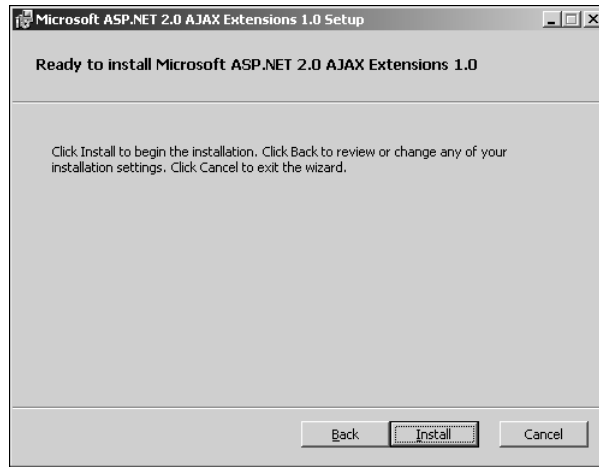 Microsoft ASP.NET 2.0 AJAX Extensions 1.0 Setup
Ready to install Microsoft ASP.NET 2.0 AJAX Extensions 1.0
Click Install to begin the installation. Click Back to review or change any of your
installation settings. Click Cancel to exit the wizard.
Back Install Cancel